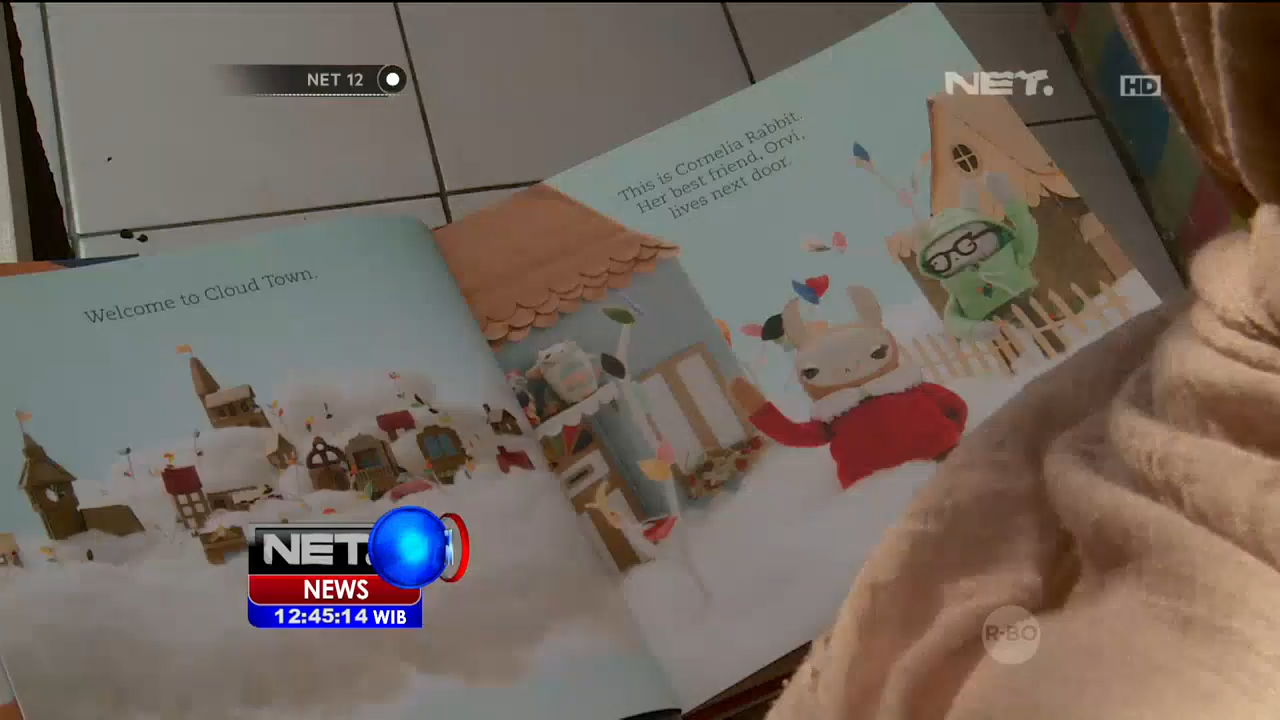 NET 12
NET.
HD
Welcome to Cloud Town.
This is Cornelia Rabbit.
Her best friend, Orvi,
lives next door.
NET.
NEWS
12:45:14 WIB
R-BO